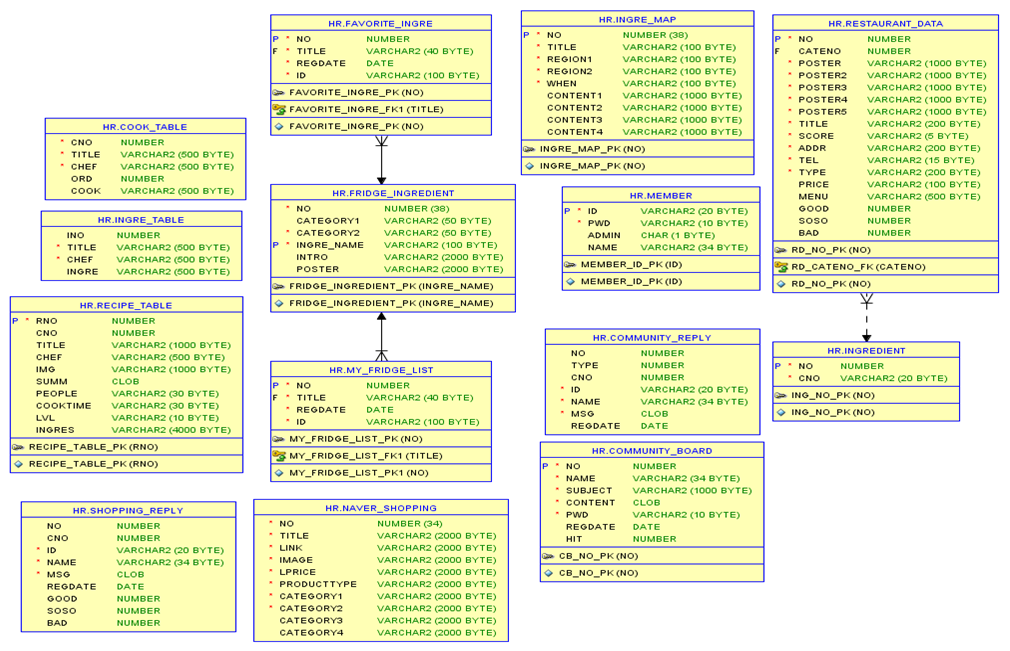 HR.FAVORITE_INGRE
P * NO NUMBER
F * TITLE VARCHAR2 (40 BYTE)
* REGDATE DATE
* ID VARCHAR2 (100 BYTE)
FAVORITE_INGRE_PK (NO)
FAVORITE_INGRE_FK1 (TITLE)
FAVORITE_INGRE_PK (NO)
HR.INGRE_MAP
P * NO NUMBER (38)
* TITLE VARCHAR2 (100 BYTE)
* REGION1 VARCHAR2 (100 BYTE)
* REGION2 VARCHAR2 (100 BYTE)
* WHEN VARCHAR2 (100 BYTE)
CONTENT1 VARCHAR2 (100 BYTE)
CONTENT2 VARCHAR2 (100 BYTE)
CONTENT3 VARCHAR2 (100 BYTE)
CONTENT4 VARCHAR2 (100 BYTE)
INGRE_MAP_PK (NO)
INGRE_MAP_PK (NO)
HR.RESTAURANT_DATA
P * NO NUMBER
F CATENO NUMBER
* POSTER VARCHAR2 (1000 BYTE)
* POSTER2 VARCHAR2 (1000 BYTE)
* POSTER3 VARCHAR2 (1000 BYTE)
* POSTER4 VARCHAR2 (1000 BYTE)
* POSTER5 VARCHAR2 (1000 BYTE)
* TITLE VARCHAR2 (200 BYTE)
* SCORE VARCHAR2 (5 BYTE)
* ADDR VARCHAR2 (200 BYTE)
* TEL VARCHAR2 (15 BYTE)
* TYPE VARCHAR2 (200 BYTE)
PRICE VARCHAR2 (100 BYTE)
MENU VARCHAR2 (500 BYTE)
GOOD NUMBER
SOSO NUMBER
BAD NUMBER
RD_NO_PK (NO)
RD_CATENO_FK (CATENO)
RD_NO_PK (NO)
HR.COOK_TABLE
* CNO NUMBER
* TITLE VARCHAR2 (500 BYTE)
* CHEF VARCHAR2 (500 BYTE)
ORD NUMBER
COOK VARCHAR2 (500 BYTE)
HR.FRIDGE_INGREDIENT
* NO NUMBER (38)
CATEGORY1 VARCHAR2 (50 BYTE)
* CATEGORY2 VARCHAR2 (50 BYTE)
P * INGRE_NAME VARCHAR2 (100 BYTE)
INTRO VARCHAR2 (2000 BYTE)
POSTER VARCHAR2 (2000 BYTE)
FRIDGE_INGREDIENT_PK (INGRE_NAME)
FRIDGE_INGREDIENT_PK (INGRE_NAME)
HR.MEMBER
P * ID VARCHAR2 (20 BYTE)
* PWD VARCHAR2 (10 BYTE)
ADMIN CHAR (1 BYTE)
NAME VARCHAR2 (34 BYTE)
MEMBER_ID_PK (ID)
MEMBER_ID_PK (ID)
HR.INGRE_TABLE
INO NUMBER
* TITLE VARCHAR2 (500 BYTE)
* CHEF VARCHAR2 (500 BYTE)
INGRE VARCHAR2 (500 BYTE)
HR.RECIPE_TABLE
P * RNO NUMBER
CNO NUMBER
TITLE VARCHAR2 (1000 BYTE)
CHEF VARCHAR2 (500 BYTE)
IMG VARCHAR2 (1000 BYTE)
SUMM CLOB
PEOPLE VARCHAR2 (30 BYTE)
COOKTIME VARCHAR2 (30 BYTE)
LVL VARCHAR2 (10 BYTE)
INGRES VARCHAR2 (4000 BYTE)
RECIPE_TABLE_PK (RNO)
RECIPE_TABLE_PK (RNO)
HR.COMMUNITY_REPLY
NO NUMBER
TYPE NUMBER
CNO NUMBER
* ID VARCHAR2 (20 BYTE)
* NAME VARCHAR2 (34 BYTE)
* MSG CLOB
REGDATE DATE
HR.INGREDIENT
P * NO NUMBER
* CNO VARCHAR2 (20 BYTE)
ING_NO_PK (NO)
ING_NO_PK (NO)
HR.MY_FRIDGE_LIST
P * NO NUMBER
F * TITLE VARCHAR2 (40 BYTE)
* REGDATE DATE
* ID VARCHAR2 (100 BYTE)
MY_FRIDGE_LIST_PK (NO)
MY_FRIDGE_LIST_FK1 (TITLE)
MY_FRIDGE_LIST_PK1 (NO)
HR.COMMUNITY_BOARD
P * NO NUMBER
* NAME VARCHAR2 (34 BYTE)
* SUBJECT VARCHAR2 (1000 BYTE)
* CONTENT CLOB
* PWD VARCHAR2 (10 BYTE)
REGDATE DATE
HIT NUMBER
CB_NO_PK (NO)
CB_NO_PK (NO)
HR.SHOPPING_REPLY
NO NUMBER
CNO NUMBER
* ID VARCHAR2 (20 BYTE)
* NAME VARCHAR2 (34 BYTE)
* MSG CLOB
REGDATE DATE
GOOD NUMBER
SOSO NUMBER
BAD NUMBER
HR.NAVER_SHOPPING
* NO NUMBER (34)
* TITLE VARCHAR2 (2000 BYTE)
* LINK VARCHAR2 (2000 BYTE)
* IMAGE VARCHAR2 (2000 BYTE)
* LPRICE VARCHAR2 (2000 BYTE)
* PRODUCTTYPE VARCHAR2 (2000 BYTE)
* CATEGORY1 VARCHAR2 (2000 BYTE)
* CATEGORY2 VARCHAR2 (2000 BYTE)
CATEGORY3 VARCHAR2 (2000 BYTE)
CATEGORY4 VARCHAR2 (2000 BYTE)